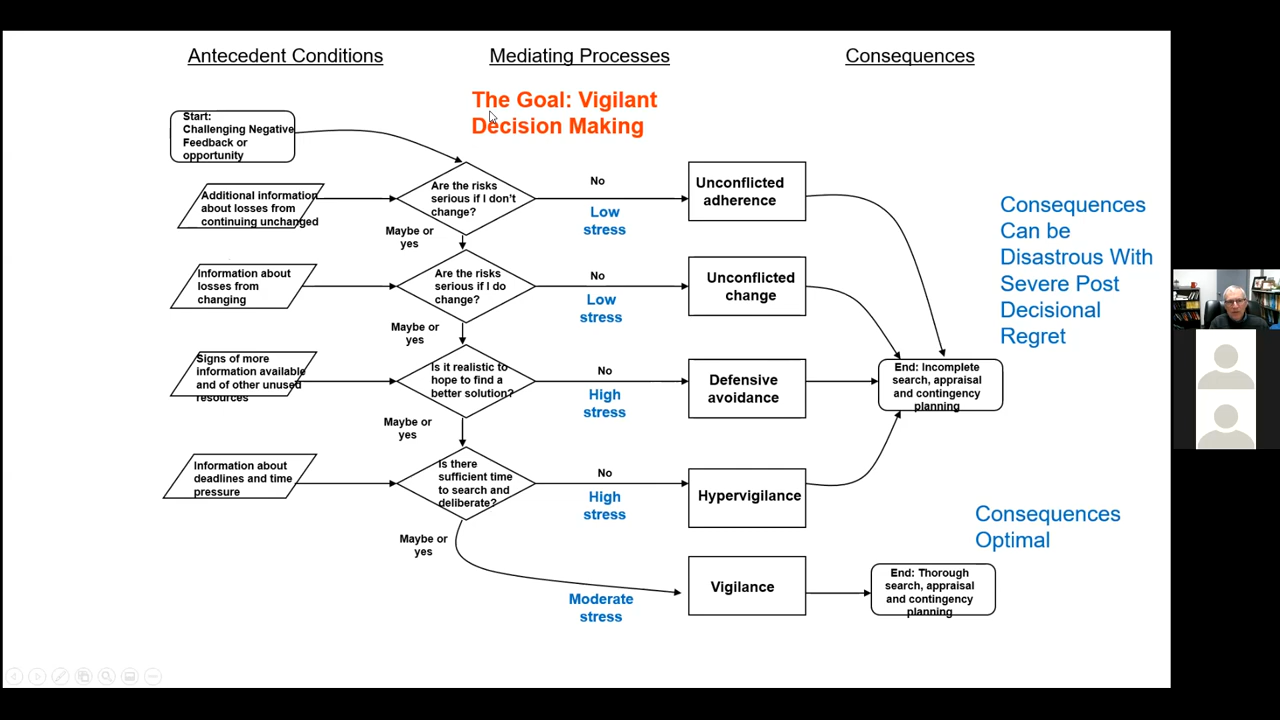 Antecedent Conditions
Mediating Processes
Consequences
The Goal: Vigilant
Decision Making
Start:
Challenging Negative
Feedback or
opportunity
Additional information
about losses from
continuing unchanged
Are the risks
serious if I don't
change?
No
Low
stress
Unconflicted
adherence
Maybe or
yes
Information about
losses from
changing
Are the risks
serious if I do
change?
No
Low
stress
Unconflicted
change
Consequences
Can be
Disastrous With
Severe Post
Decisional
Regret
Maybe or
yes
Signs of more
information available
and of other unused
resources
Is it realistic to
hope to find a
better solution?
No
High
stress
Defensive
avoidance
End: Incomplete
search, appraisal
and contingency
planning
Maybe or
yes
Information about
deadlines and time
pressure
Is there
sufficient time
to search and
deliberate?
No
High
stress
Hypervigilance
Maybe or
yes
Moderate
stress
Vigilance
Consequences
Optimal
End: Thorough
search, appraisal
and contingency
planning